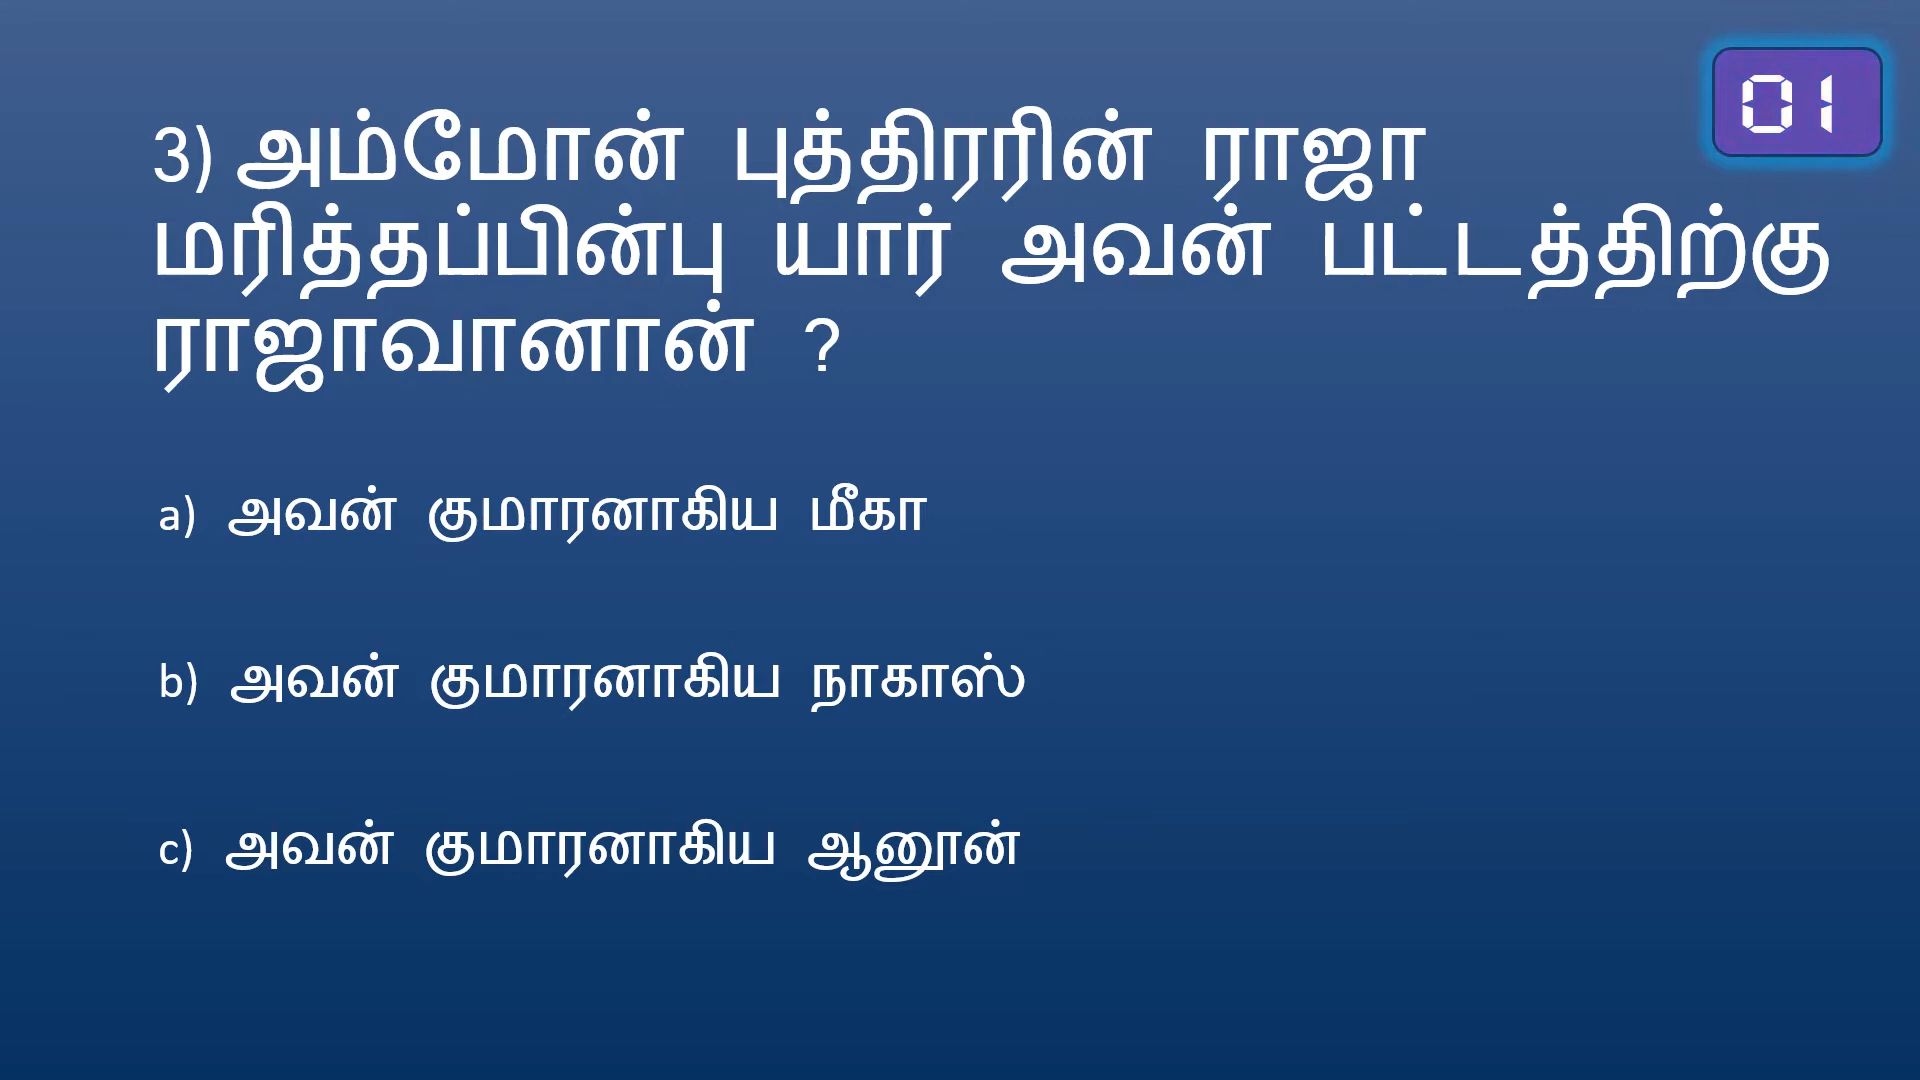 01
3) அம்மோன் புத்திரரின் ராஜா
மரித்தப்பின்பு யார் அவன் பட்டத்திற்கு
ராஜாவானான் ?
a) அவன் குமாரனாகிய மீகா
b) அவன் குமாரனாகிய நாகாஸ்
c) அவன் குமாரனாகிய ஆனூன்